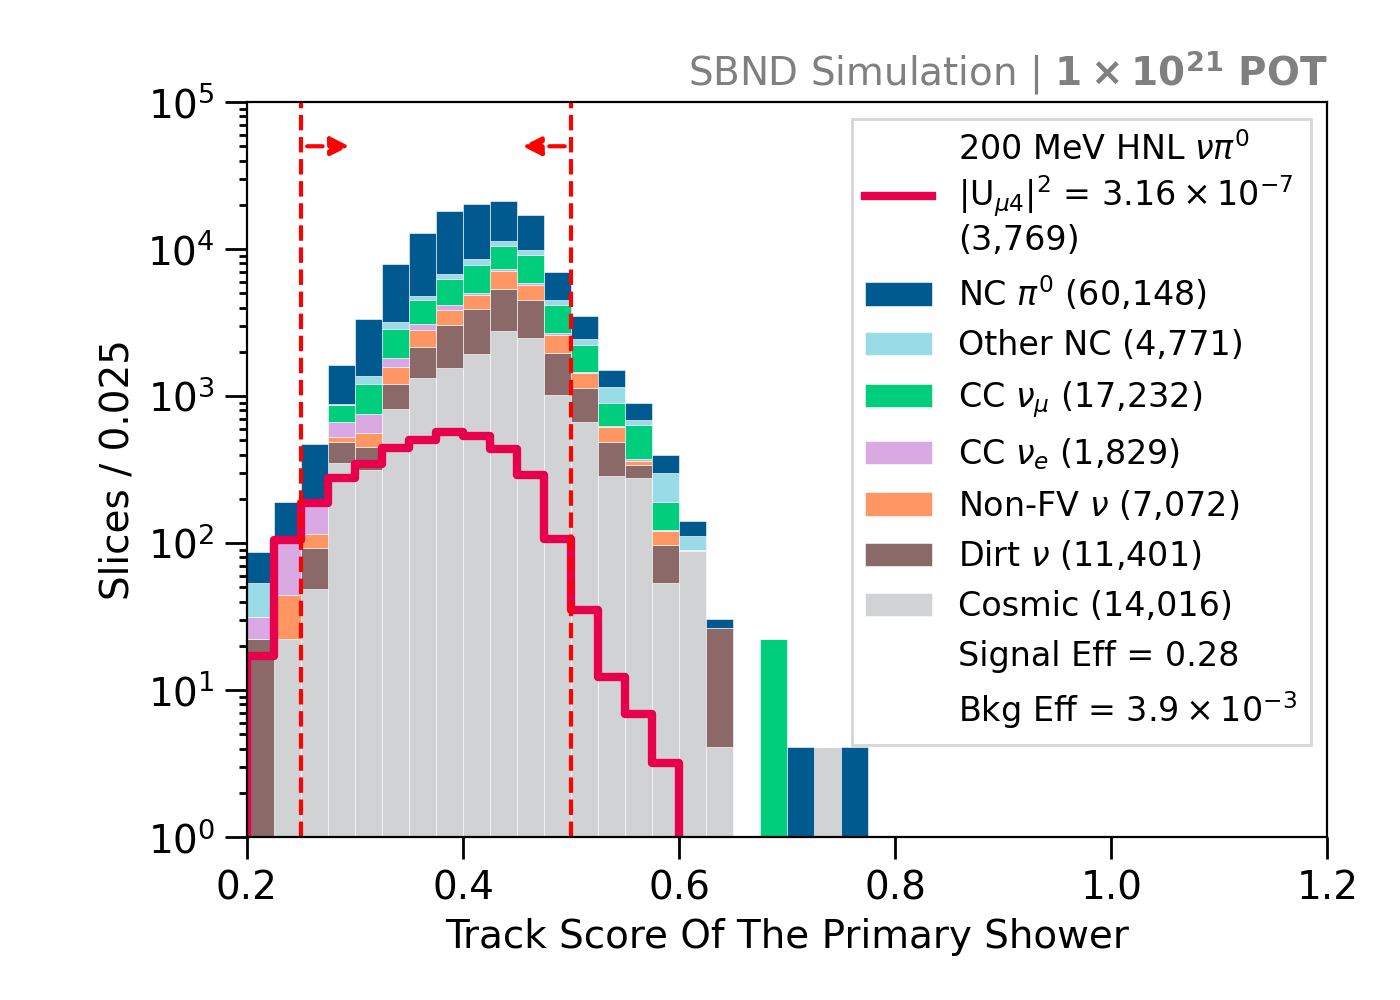 SBND Simulation | 1 × 10²¹ POT
10⁵
10⁴
10³
10²
10¹
10⁰
Slices / 0.025
200 MeV HNL νπ⁰
|U_μ4|² = 3.16 × 10⁻⁷
(3,769)
NC π⁰ (60,148)
Other NC (4,771)
CC ν_μ (17,232)
CC ν_e (1,829)
Non-FV ν (7,072)
Dirt ν (11,401)
Cosmic (14,016)
Signal Eff = 0.28
Bkg Eff = 3.9 × 10⁻³
0.2 0.4 0.6 0.8 1.0 1.2
Track Score Of The Primary Shower